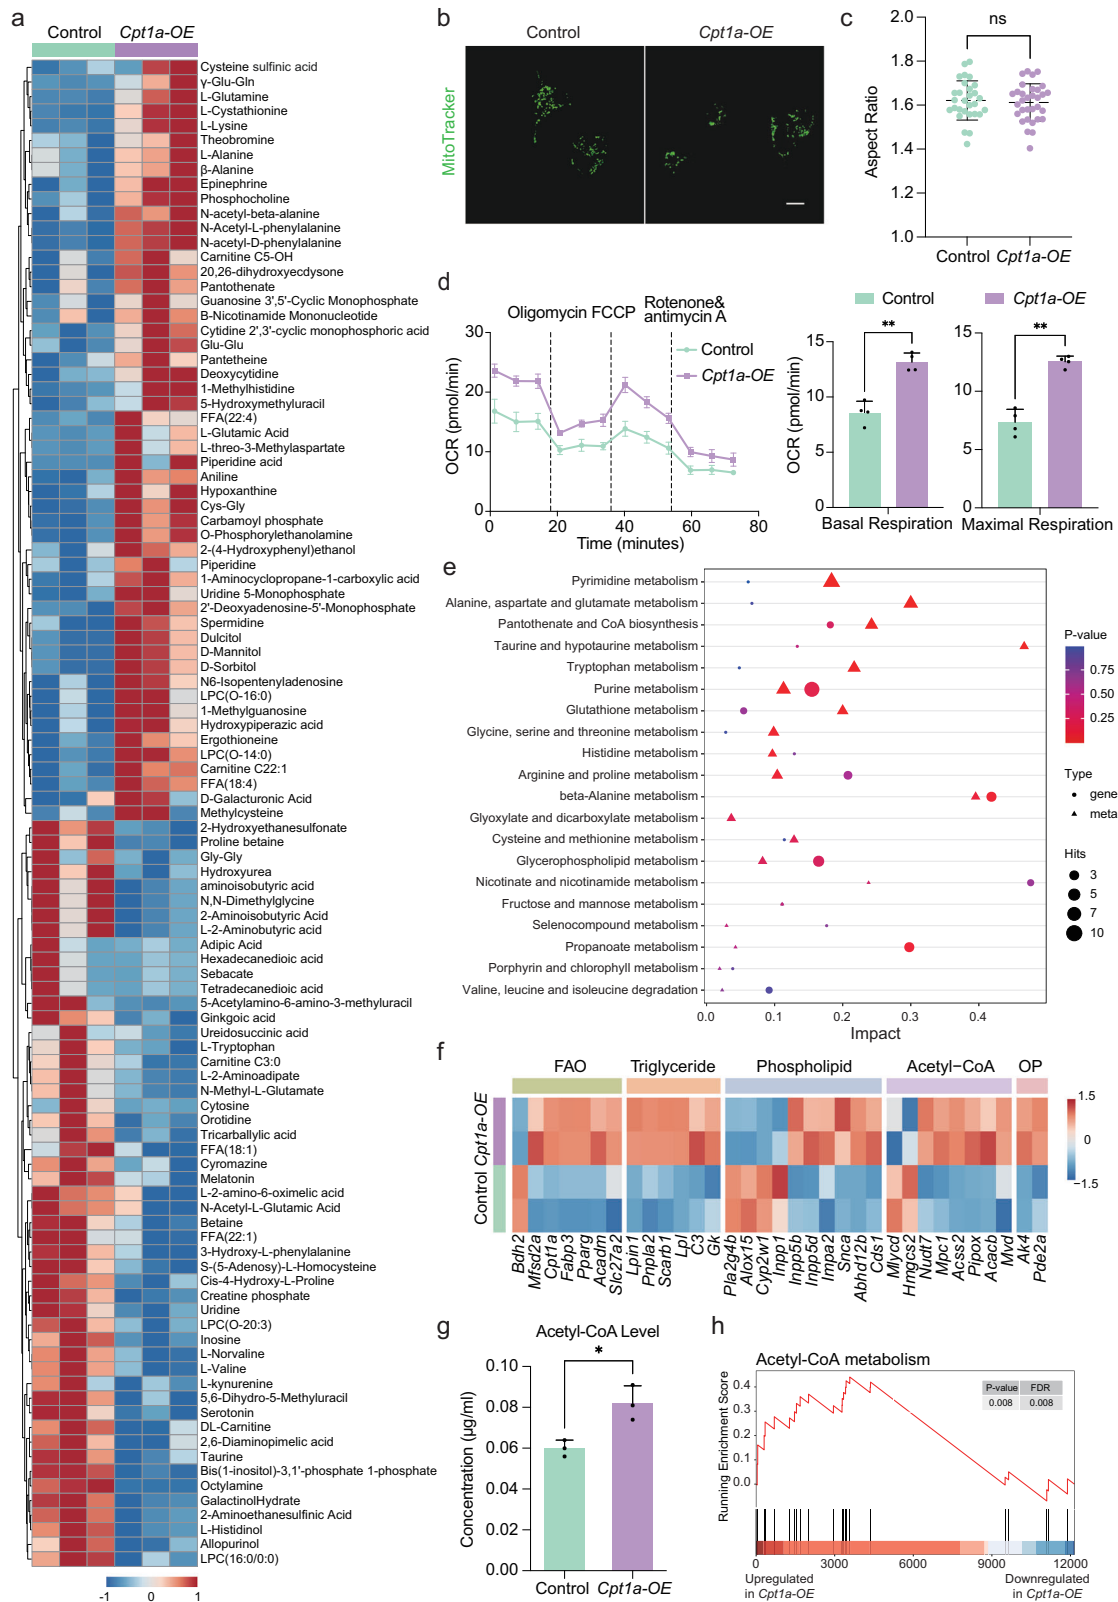 a
Control
Cpt1a-OE
Cysteine sulfinic acid
γ-Glu-Gln
L-Glutamine
L-Cystathionine
L-Lysine
Theobromine
L-Alanine
β-Alanine
Epinephrine
Phosphocholine
N-acetyl-beta-alanine
N-Acetyl-L-phenylalanine
N-acetyl-D-phenylalanine
Carnitine C5-OH
20,26-dihydroxyecdysone
Pantothenate
Guanosine 3',5'-Cyclic Monophosphate
B-Nicotinamide Mononucleotide
Cytidine 2',3'-cyclic monophosphoric acid
Glu-Glu
Pantetheine
Deoxycytidine
1-Methylhistidine
5-Hydroxymethyluracil
FFA(22:4)
L-Glutamic Acid
L-threo-3-Methylaspartate
Piperidine acid
Aniline
Hypoxanthine
Cys-Gly
Carbamoyl phosphate
O-Phosphorylethanolamine
2-(4-Hydroxyphenyl)ethanol
Piperidine
1-Aminocyclopropane-1-carboxylic acid
Uridine 5-Monophosphate
2'-Deoxyadenosine-5'-Monophosphate
Spermidine
Dulcitol
D-Mannitol
D-Sorbitol
N6-Isopentenyladenosine
LPC(O-16:0)
1-Methylguanosine
Hydroxypiperazic acid
Ergothioneine
LPC(O-14:0)
Carnitine C22:1
FFA(18:4)
D-Galacturonic Acid
Methylcysteine
2-Hydroxyethanesulfonate
Proline betaine
Gly-Gly
Hydroxyurea
aminoisobutyric acid
N,N-Dimethylglycine
2-Aminoisobutyric Acid
L-2-Aminobutyric acid
Adipic Acid
Hexadecanedioic acid
Sebacate
Tetradecanedioic acid
5-Acetylamino-6-amino-3-methyluracil
Ginkgoic acid
Ureidosuccinic acid
L-Tryptophan
Carnitine C3:0
L-2-Aminoadipate
N-Methyl-L-Glutamate
Cytosine
Orotidine
Tricarballylic acid
FFA(18:1)
Cyromazine
Melatonin
L-2-amino-6-oximelic acid
N-Acetyl-L-Glutamic Acid
Betaine
FFA(22:1)
3-Hydroxy-L-phenylalanine
S-(5-Adenosy)-L-Homocysteine
Cis-4-Hydroxy-L-Proline
Creatine phosphate
Uridine
LPC(O-20:3)
Inosine
L-Norvaline
L-Valine
L-kynurenine
5,6-Dihydro-5-Methyluracil
Serotonin
DL-Carnitine
2,6-Diaminopimelic acid
Taurine
Bis(1-inositol)-3,1'-phosphate 1-phosphate
Octylamine
GalactinolHydrate
2-Aminoethanesulfinic Acid
L-Histidinol
Allopurinol
LPC(16:0/0:0)
-1
0
1
b
Control
Cpt1a-OE
MitoTracker
c
ns
Aspect Ratio
2.0
1.8
1.6
1.4
1.2
1.0
Control
Cpt1a-OE
d
Oligomycin FCCP
Rotenone&
antimycin A
Control
Cpt1a-OE
OCR (pmol/min)
30
20
10
0
0
20
40
60
80
Time (minutes)
Control
Cpt1a-OE
**
OCR (pmol/min)
15
10
5
0
Basal Respiration
**
15
10
5
0
Maximal Respiration
e
Pyrimidine metabolism
Alanine, aspartate and glutamate metabolism
Pantothenate and CoA biosynthesis
Taurine and hypotaurine metabolism
Tryptophan metabolism
Purine metabolism
Glutathione metabolism
Glycine, serine and threonine metabolism
Histidine metabolism
Arginine and proline metabolism
beta-Alanine metabolism
Glyoxylate and dicarboxylate metabolism
Cysteine and methionine metabolism
Glycerophospholipid metabolism
Nicotinate and nicotinamide metabolism
Fructose and mannose metabolism
Selenocompound metabolism
Propanoate metabolism
Porphyrin and chlorophyll metabolism
Valine, leucine and isoleucine degradation
0.0
0.1
0.2
0.3
0.4
Impact
P-value
0.75
0.50
0.25
Type
gene
meta
Hits
3
5
7
10
f
FAO
Triglyceride
Phospholipid
Acetyl−CoA
OP
Cpt1a-OE
Control
Bdh2
Mfsd2a
Cpt1a
Fabp3
Pparg
Acadm
Slc27a2
Lpin1
Pnpla2
Scarb1
Lpl
C3
Gk
Pla2g4b
Alox15
Cyp2w1
Inpp1
Inpp5b
Inpp5d
Impa2
Snca
Abhd12b
Cds1
Mlycd
Hmgcs2
Nudt7
Mpc1
Acss2
Pipox
Acacb
Mvd
Ak4
Pde2a
1.5
0
−1.5
g
Acetyl-CoA Level
*
Concentration (μg/ml)
0.10
0.08
0.06
0.04
0.02
0.00
Control
Cpt1a-OE
h
Acetyl-CoA metabolism
Running Enrichment Score
0.4
0.3
0.2
0.1
0.0
P-value FDR
0.008 0.008
0
3000
6000
9000
12000
Upregulated
in Cpt1a-OE
Downregulated
in Cpt1a-OE